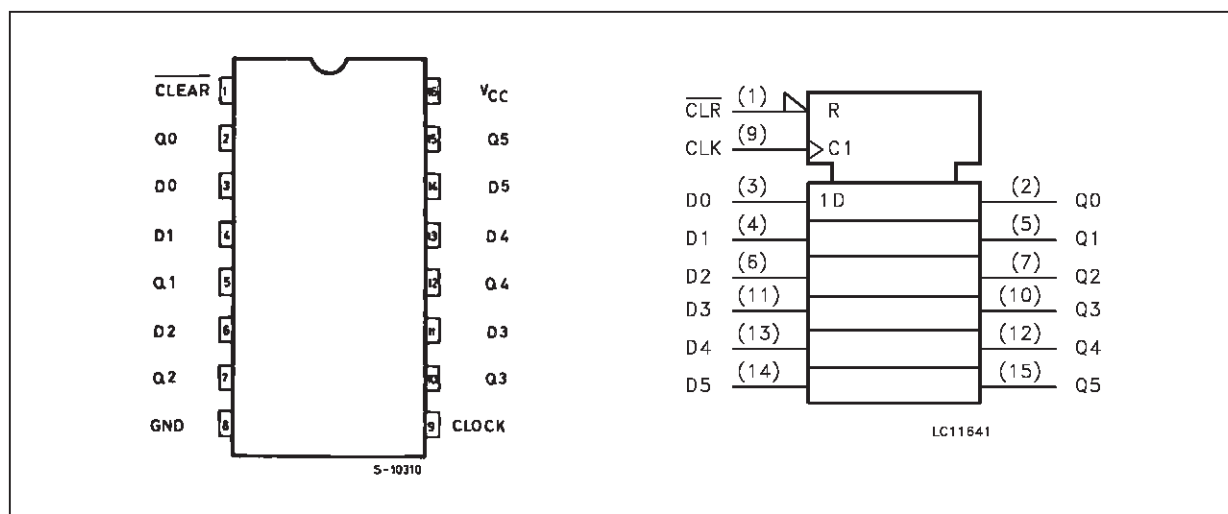 CLEAR 1 16 VCC
Q0 2 15 Q5
D0 3 14 D5
D1 4 13 D4
Q1 5 12 Q4
D2 6 11 D3
Q2 7 10 Q3
GND 8 9 CLOCK
S-10310
CLR (1) R
CLK (9) C1
D0 (3) 1D (2) Q0
D1 (4) (5) Q1
D2 (6) (7) Q2
D3 (11) (10) Q3
D4 (13) (12) Q4
D5 (14) (15) Q5
LC11641